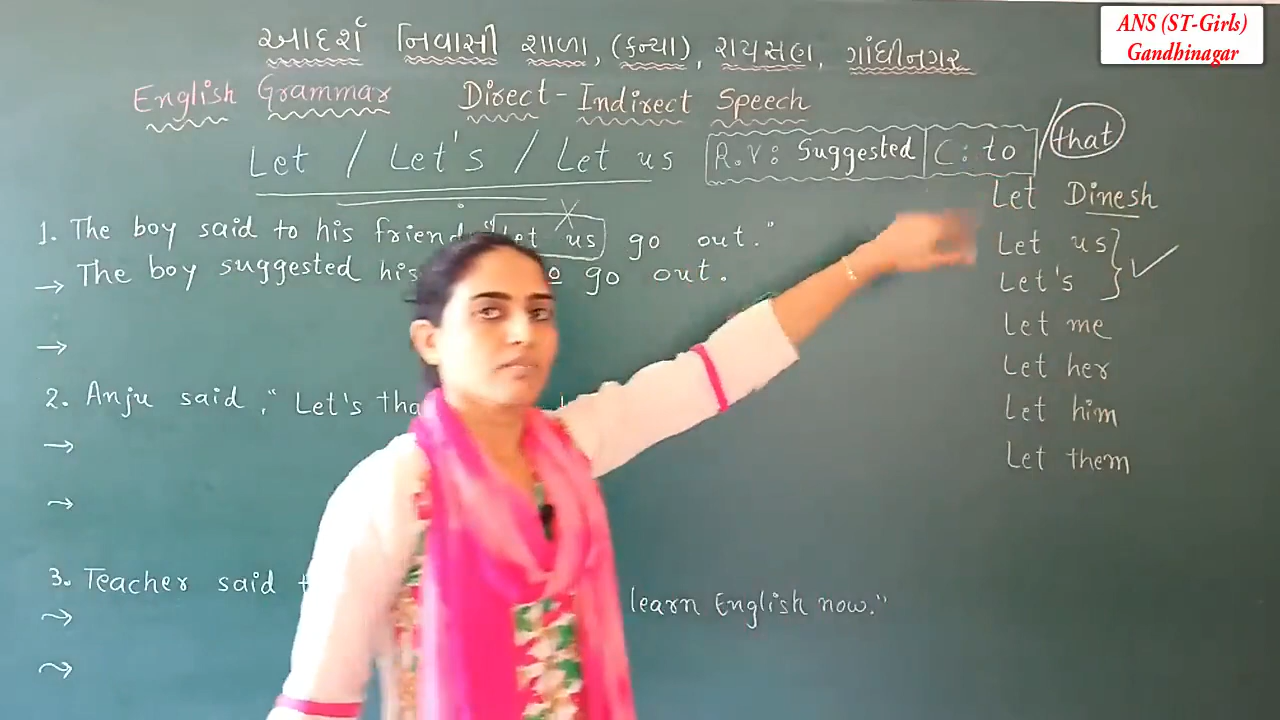 ANS (ST-Girls)
Gandhinagar
આદર્શ નિવાસી શાળા, (કન્યા), રાયસણ, ગાંધીનગર
English Grammar Direct-Indirect Speech
Let / Let's / Let us R.V: Suggested C: to / that
1. The boy said to his friend, "Let us go out."
→ The boy suggested his go out.
→
2. Anju said, "Let's
→
→
3. Teacher said learn English now."
→
→
Let Dinesh
Let us
Let's
Let me
Let her
Let him
Let them